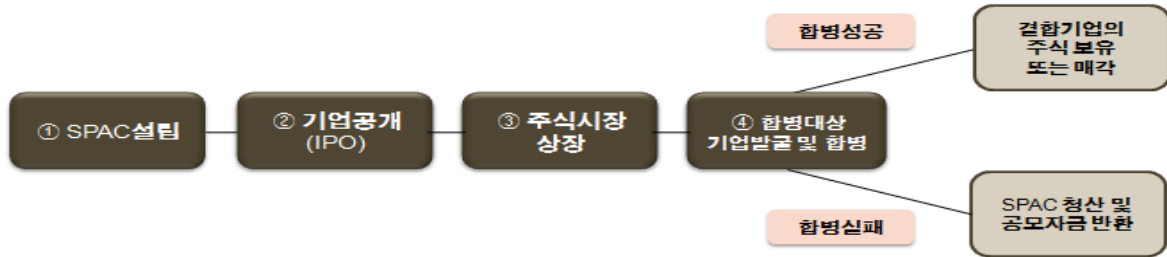 합병성공
결합기업의
주식 보유
또는 매각
① SPAC설립
② 기업공개
(IPO)
③ 주식시장
상장
④ 합병대상
기업발굴 및 합병
합병실패
SPAC 청산 및
공모자금 반환